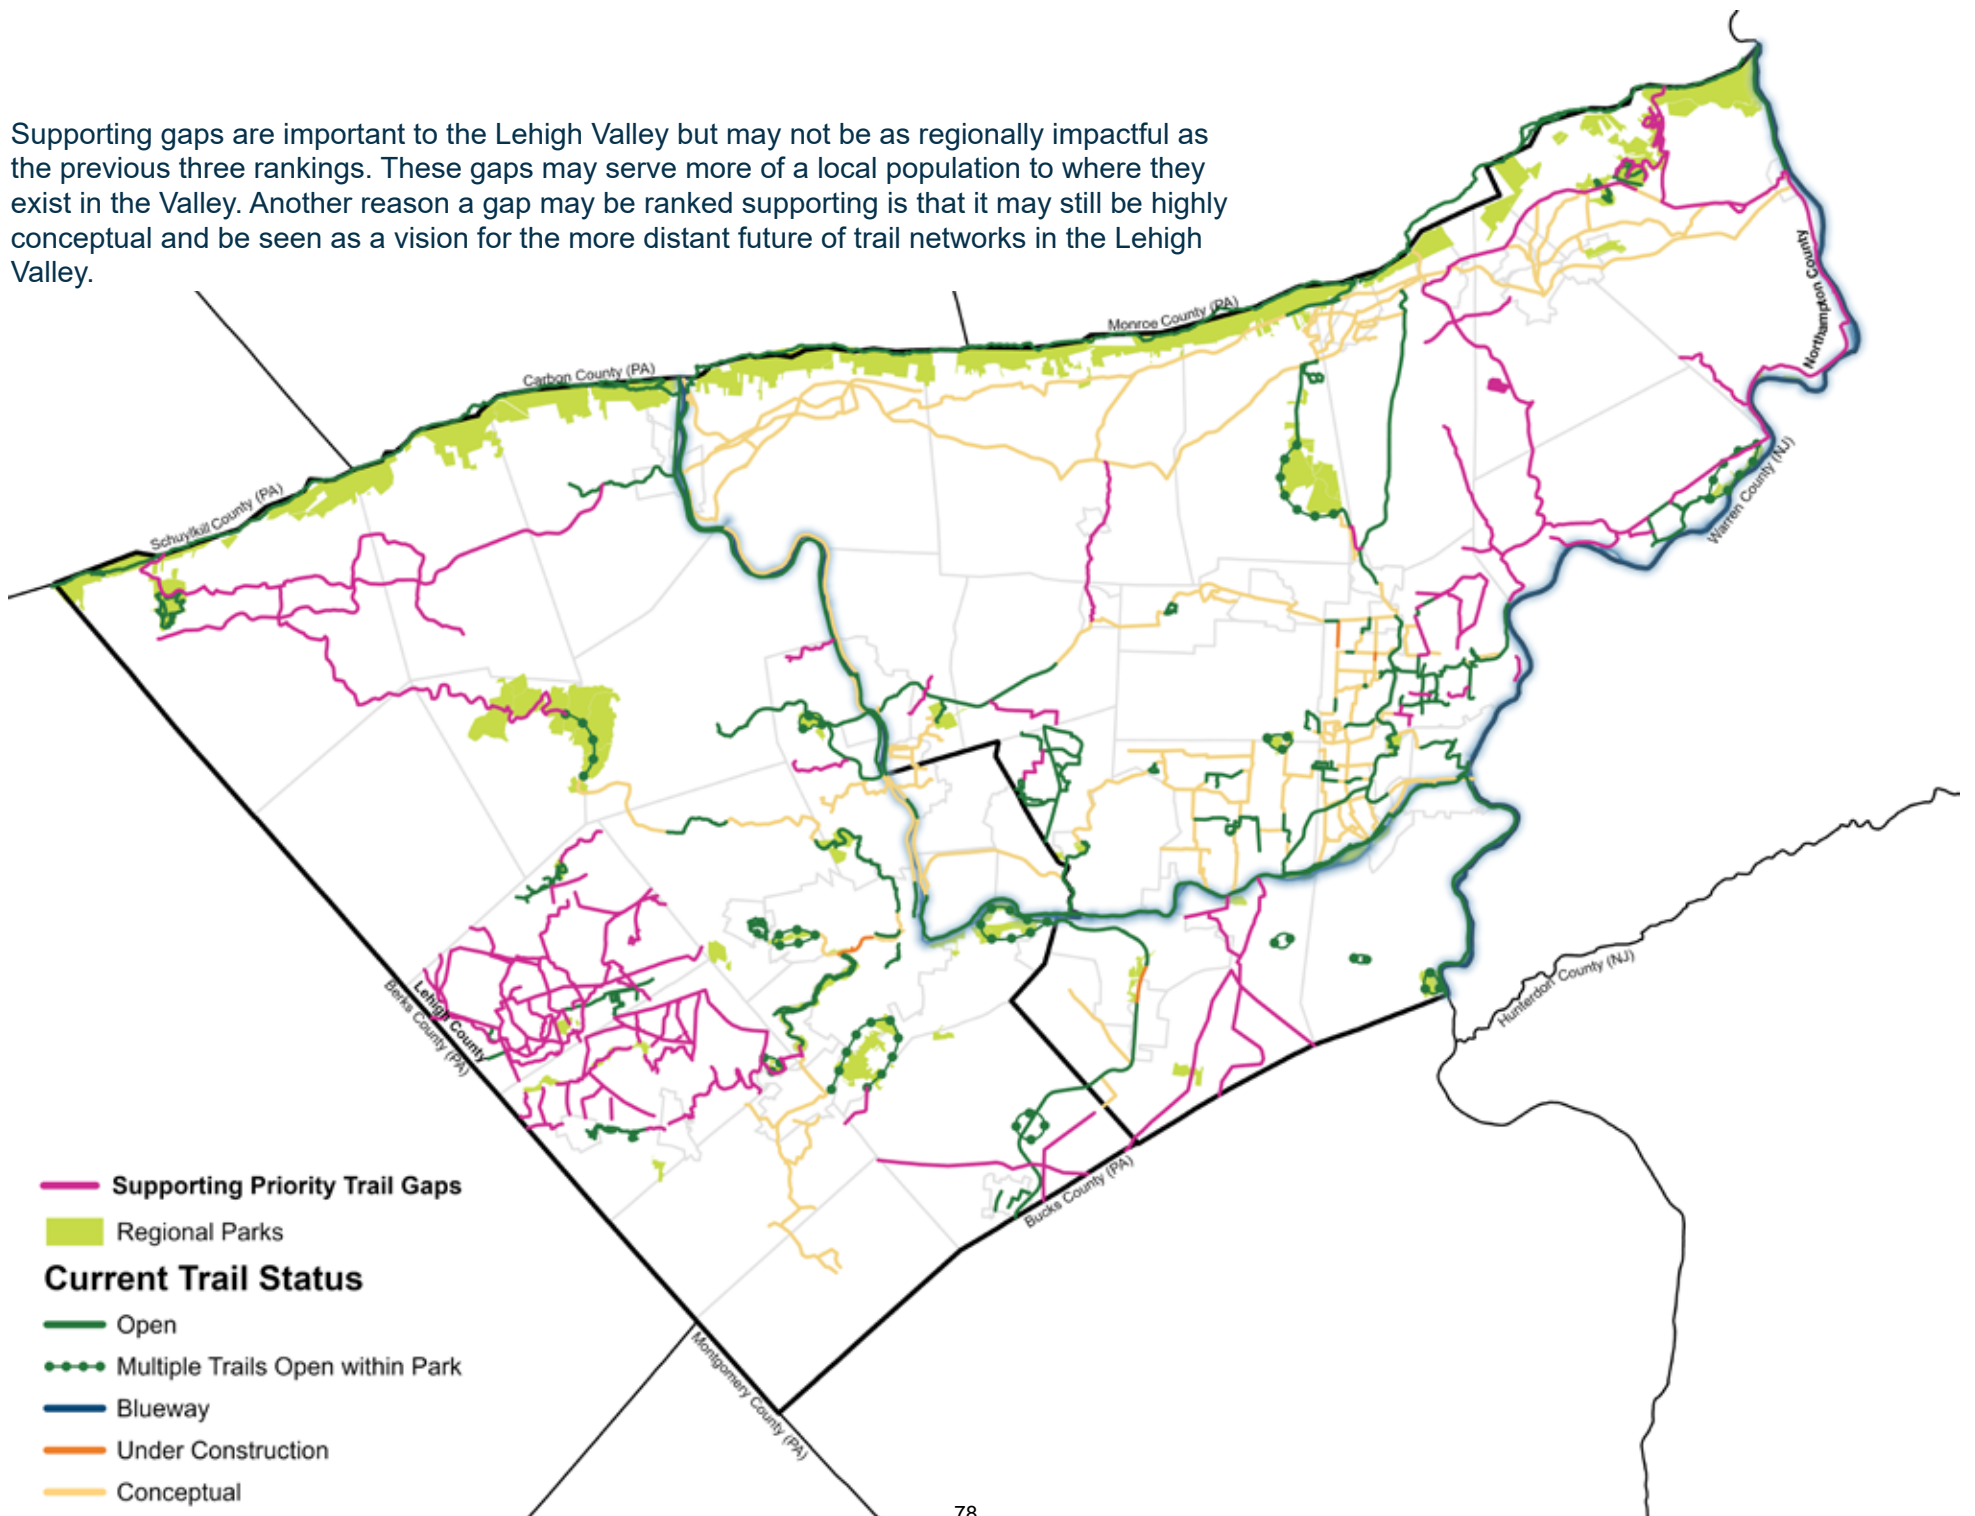 Supporting gaps are important to the Lehigh Valley but may not be as regionally impactful as
the previous three rankings. These gaps may serve more of a local population to where they
exist in the Valley. Another reason a gap may be ranked supporting is that it may still be highly
conceptual and be seen as a vision for the more distant future of trail networks in the Lehigh
Valley.
Northampton County
Monroe County (PA)
Carbon County (PA)
Schuylkill County (PA)
Warren County (NJ)
Hunterdon County (NJ)
Lehigh County
Berks County (PA)
Bucks County (PA)
Montgomery County (PA)
Supporting Priority Trail Gaps
Regional Parks
Current Trail Status
Open
Multiple Trails Open within Park
Blueway
Under Construction
Conceptual
78